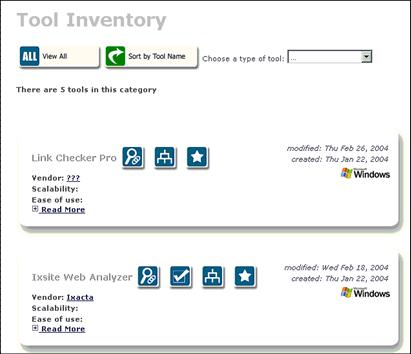 Tool Inventory
ALL View All
Sort by Tool Name
Choose a type of tool: ...
There are 5 tools in this category
Link Checker Pro
modified: Thu Feb 26, 2004
created: Thu Jan 22, 2004
Microsoft
Windows
Vendor: ???
Scalability:
Ease of use:
Read More
Ixsite Web Analyzer
modified: Wed Feb 18, 2004
created: Thu Jan 22, 2004
Microsoft
Windows
Vendor: Ixacta
Scalability:
Ease of use:
Read More